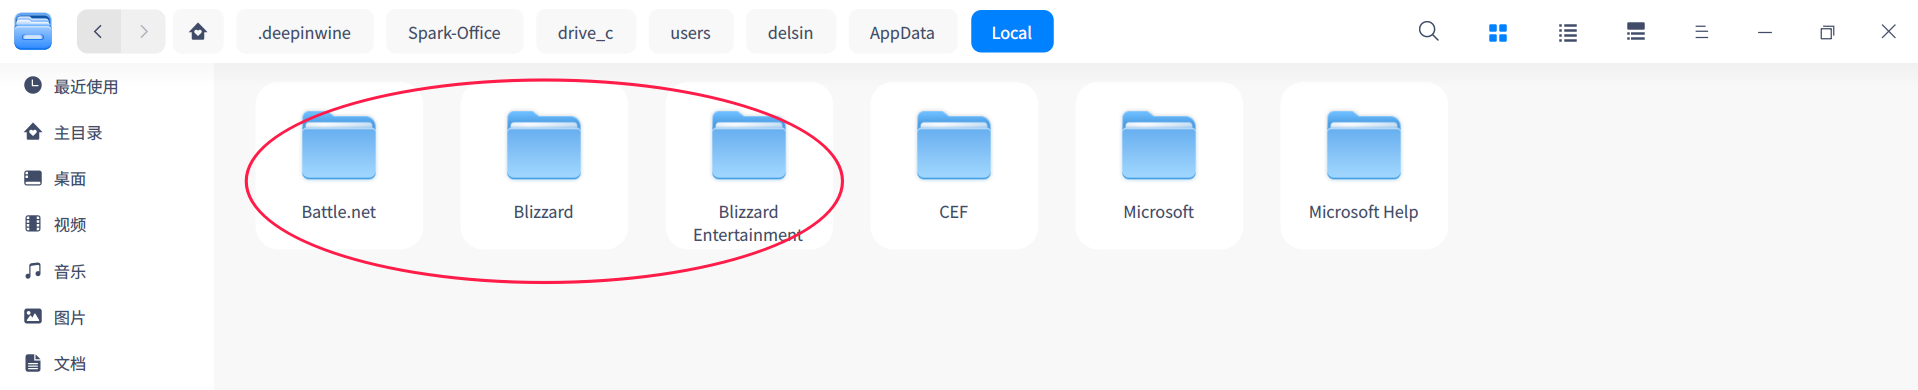 .deepinwine Spark-Office drive_c users delsin AppData Local
最近使用
主目录
桌面
视频
音乐
图片
文档
Battle.net Blizzard Blizzard CEF Microsoft Microsoft Help
Entertainment